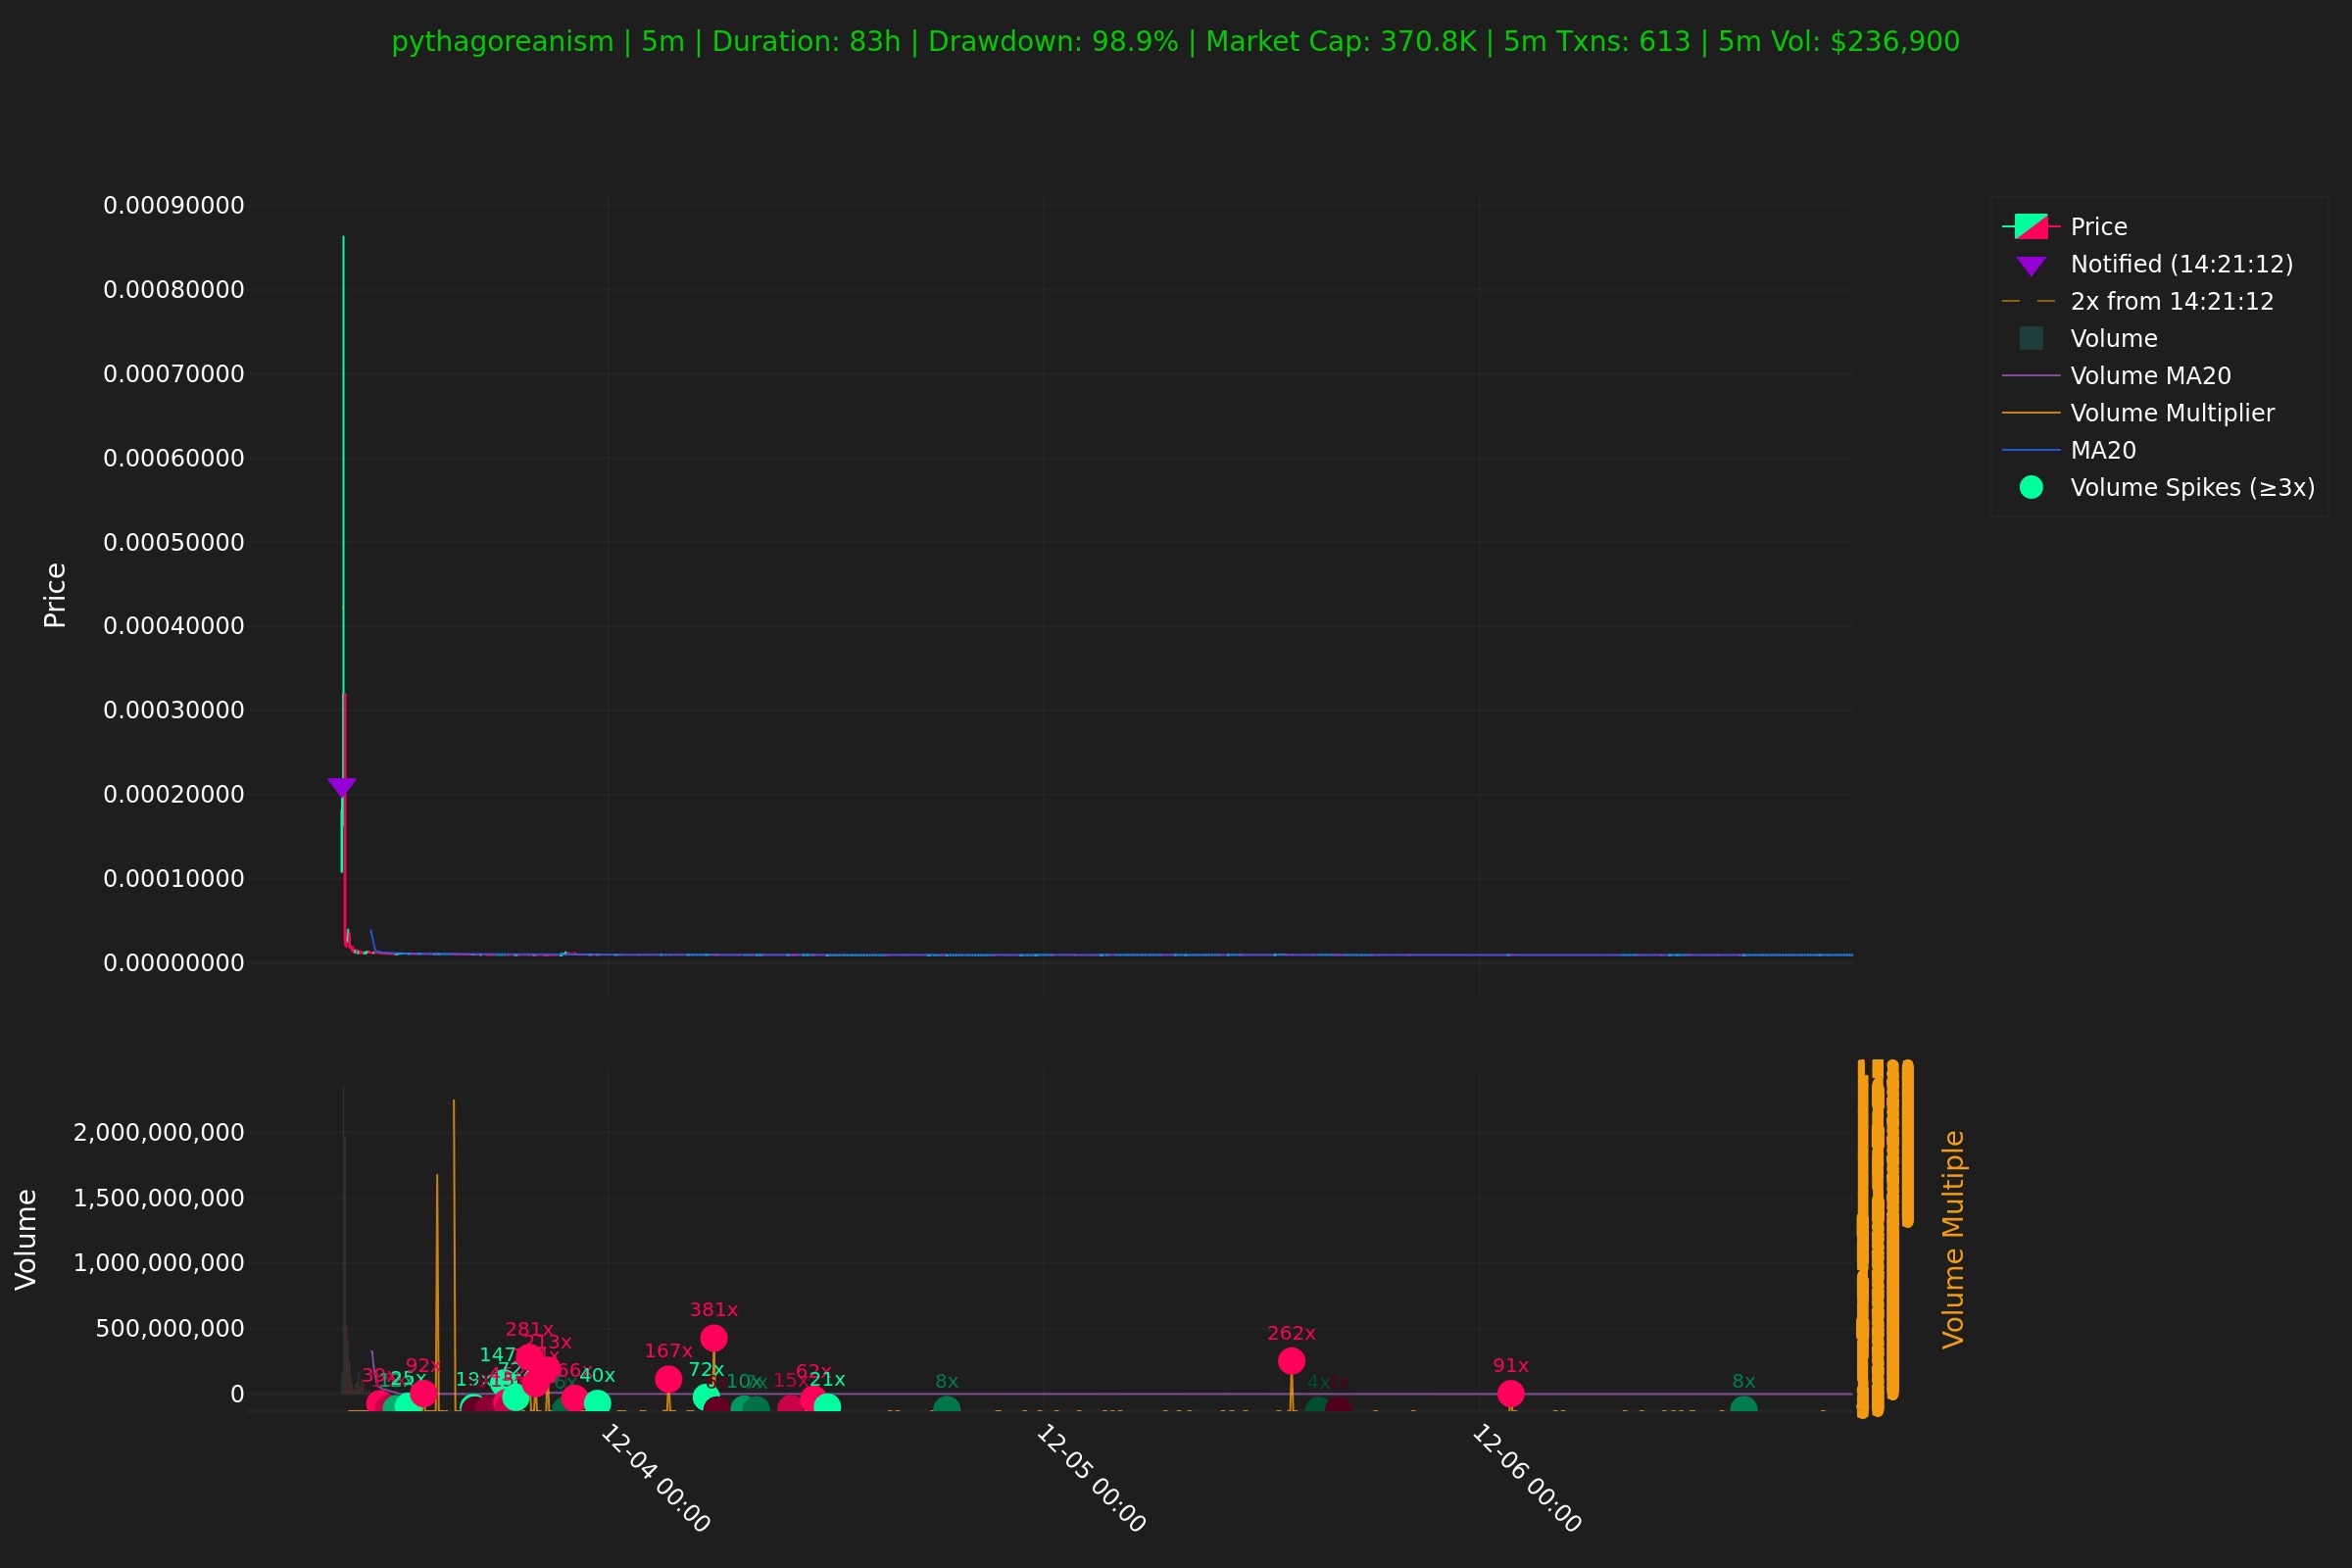 pythagoreanism | 5m | Duration: 83h | Drawdown: 98.9% | Market Cap: 370.8K | 5m Txns: 613 | 5m Vol: $236,900
Price
0.00090000
0.00080000
0.00070000
0.00060000
0.00050000
0.00040000
0.00030000
0.00020000
0.00010000
0.00000000
Price
Notified (14:21:12)
2x from 14:21:12
Volume
Volume MA20
Volume Multiplier
MA20
Volume Spikes (≥3x)
Volume
2,000,000,000
1,500,000,000
1,000,000,000
500,000,000
0
25x
92x
281x
40x
167x
72x
381x
10x
15x
62x
21x
8x
262x
4x
91x
8x
Volume Multiple
12-04 00:00
12-05 00:00
12-06 00:00